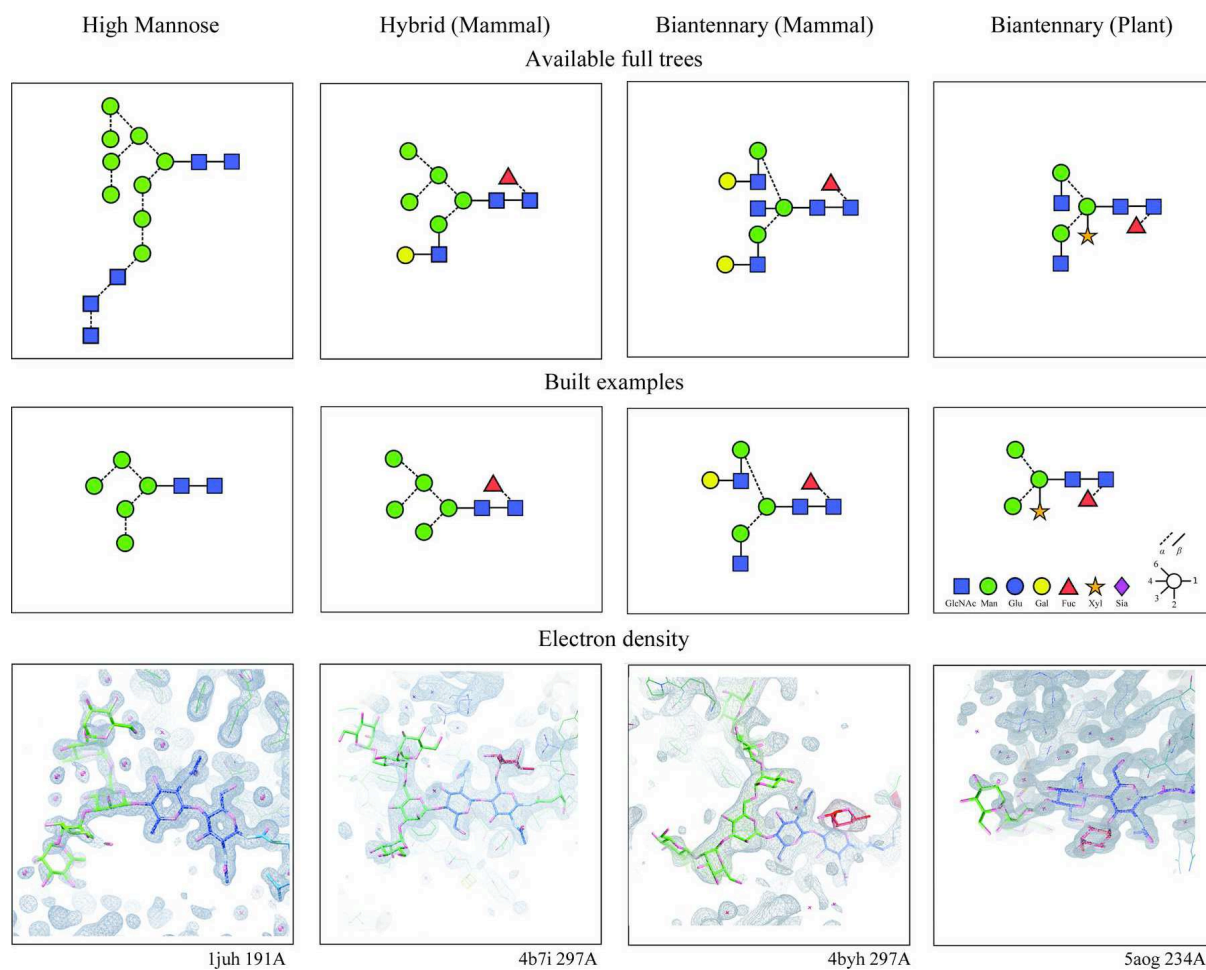 High Mannose Hybrid (Mammal) Biantennary (Mammal) Biantennary (Plant)
Available full trees
Built examples
α β
6
4 1
3 2
GlcNAc Man Glu Gal Fuc Xyl Sia
Electron density
1juh 191A 4b7i 297A 4byh 297A 5aog 234A